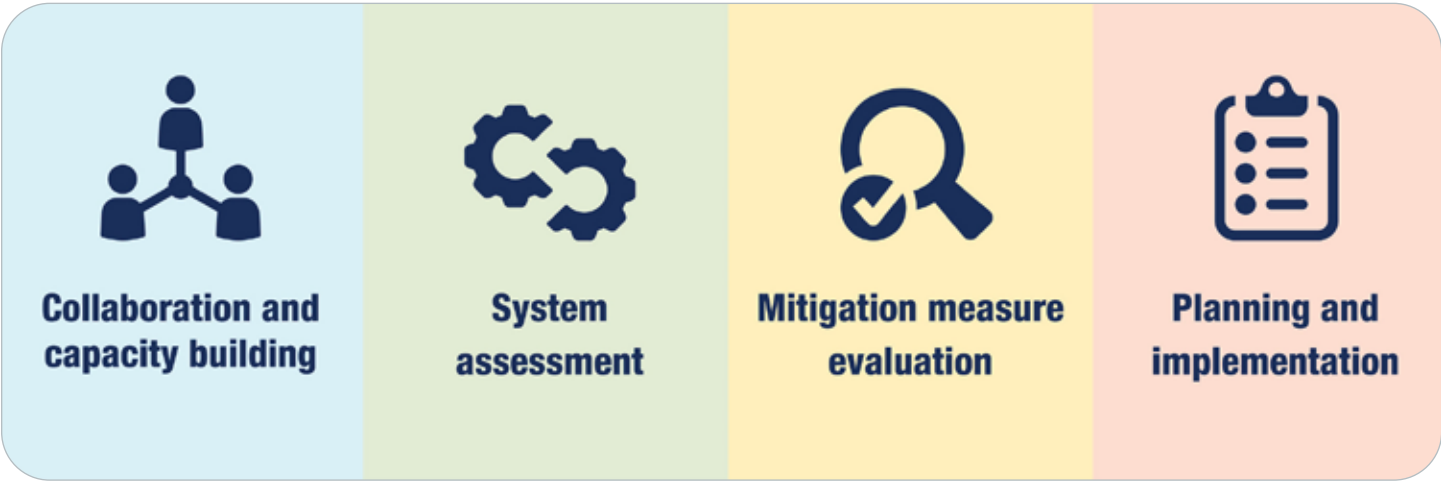 Collaboration and
capacity building
System
assessment
Mitigation measure
evaluation
Planning and
implementation